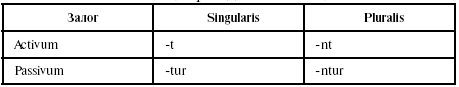 Залог Singularis Pluralis
Activum -t -nt
Passivum -tur -ntur